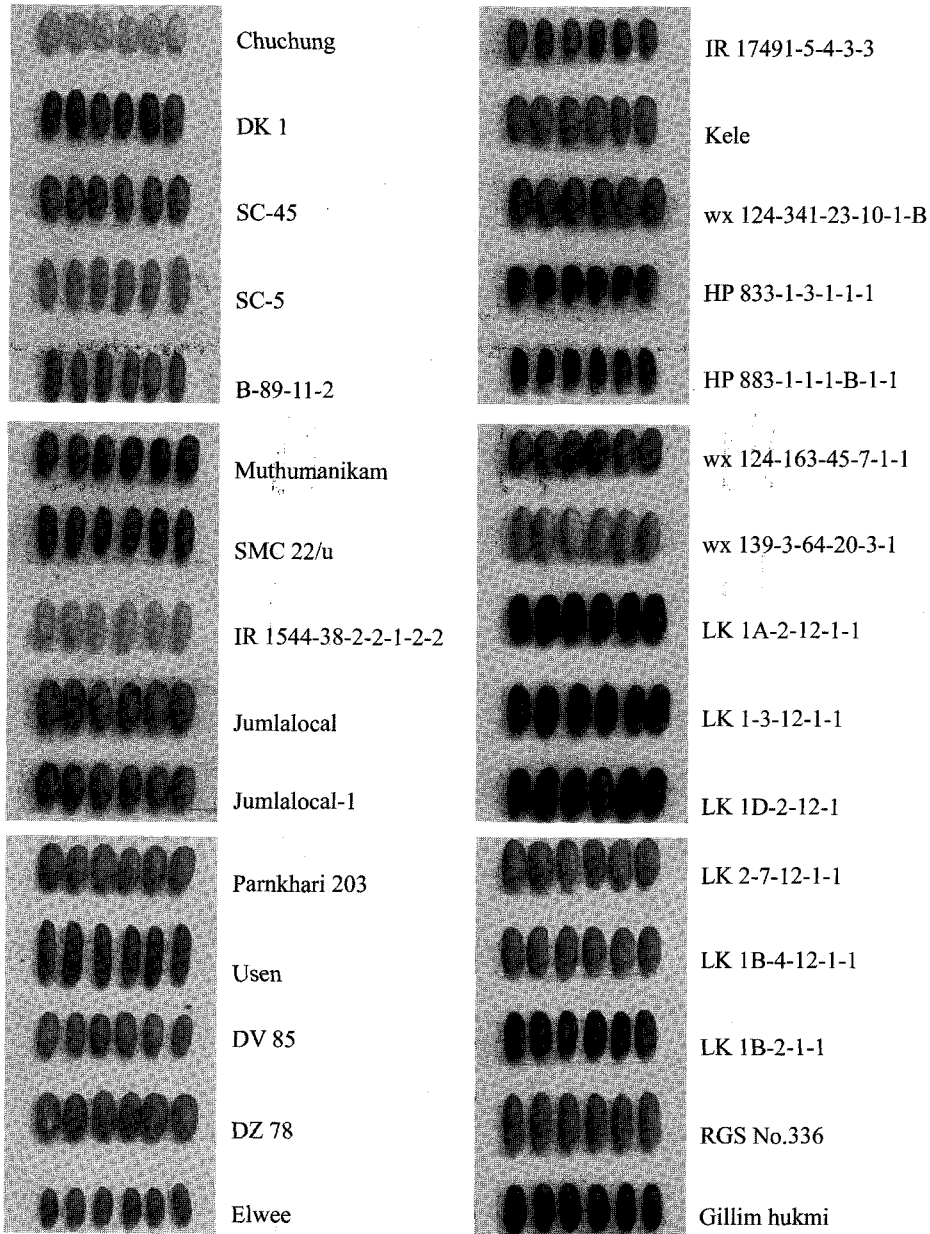 Chuchung
DK 1
SC-45
SC-5
B-89-11-2
Muthumanikam
SMC 22/u
IR 1544-38-2-2-1-2-2
Jumlalocal
Jumlalocal-1
Parnkhari 203
Usen
DV 85
DZ 78
Elwee
IR 17491-5-4-3-3
Kele
wx 124-341-23-10-1-B
HP 833-1-3-1-1-1
HP 883-1-1-1-B-1-1
wx 124-163-45-7-1-1
wx 139-3-64-20-3-1
LK 1A-2-12-1-1
LK 1-3-12-1-1
LK 1D-2-12-1
LK 2-7-12-1-1
LK 1B-4-12-1-1
LK 1B-2-1-1
RGS No.336
Gillim hukmi